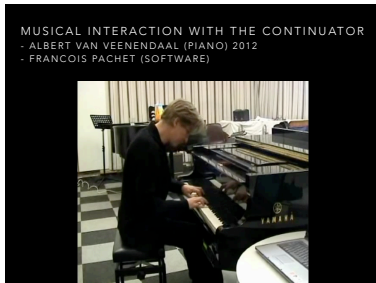 MUSICAL INTERACTION WITH THE CONTINUATOR
- ALBERT VAN VEENENDAAL (PIANO) 2012
- FRANCOIS PACHET (SOFTWARE)
YAMAHA